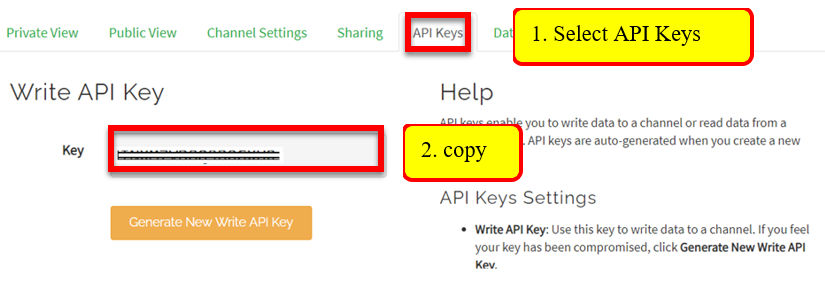 Private View Public View Channel Settings Sharing API Keys Dat
1. Select API Keys
Write API Key
Help
API keys enable you to write data to a channel or read data from a
API keys are auto-generated when you create a new
Key
2. copy
API Keys Settings
Generate New Write API Key
• Write API Key: Use this key to write data to a channel. If you feel
your key has been compromised, click Generate New Write API
Key.